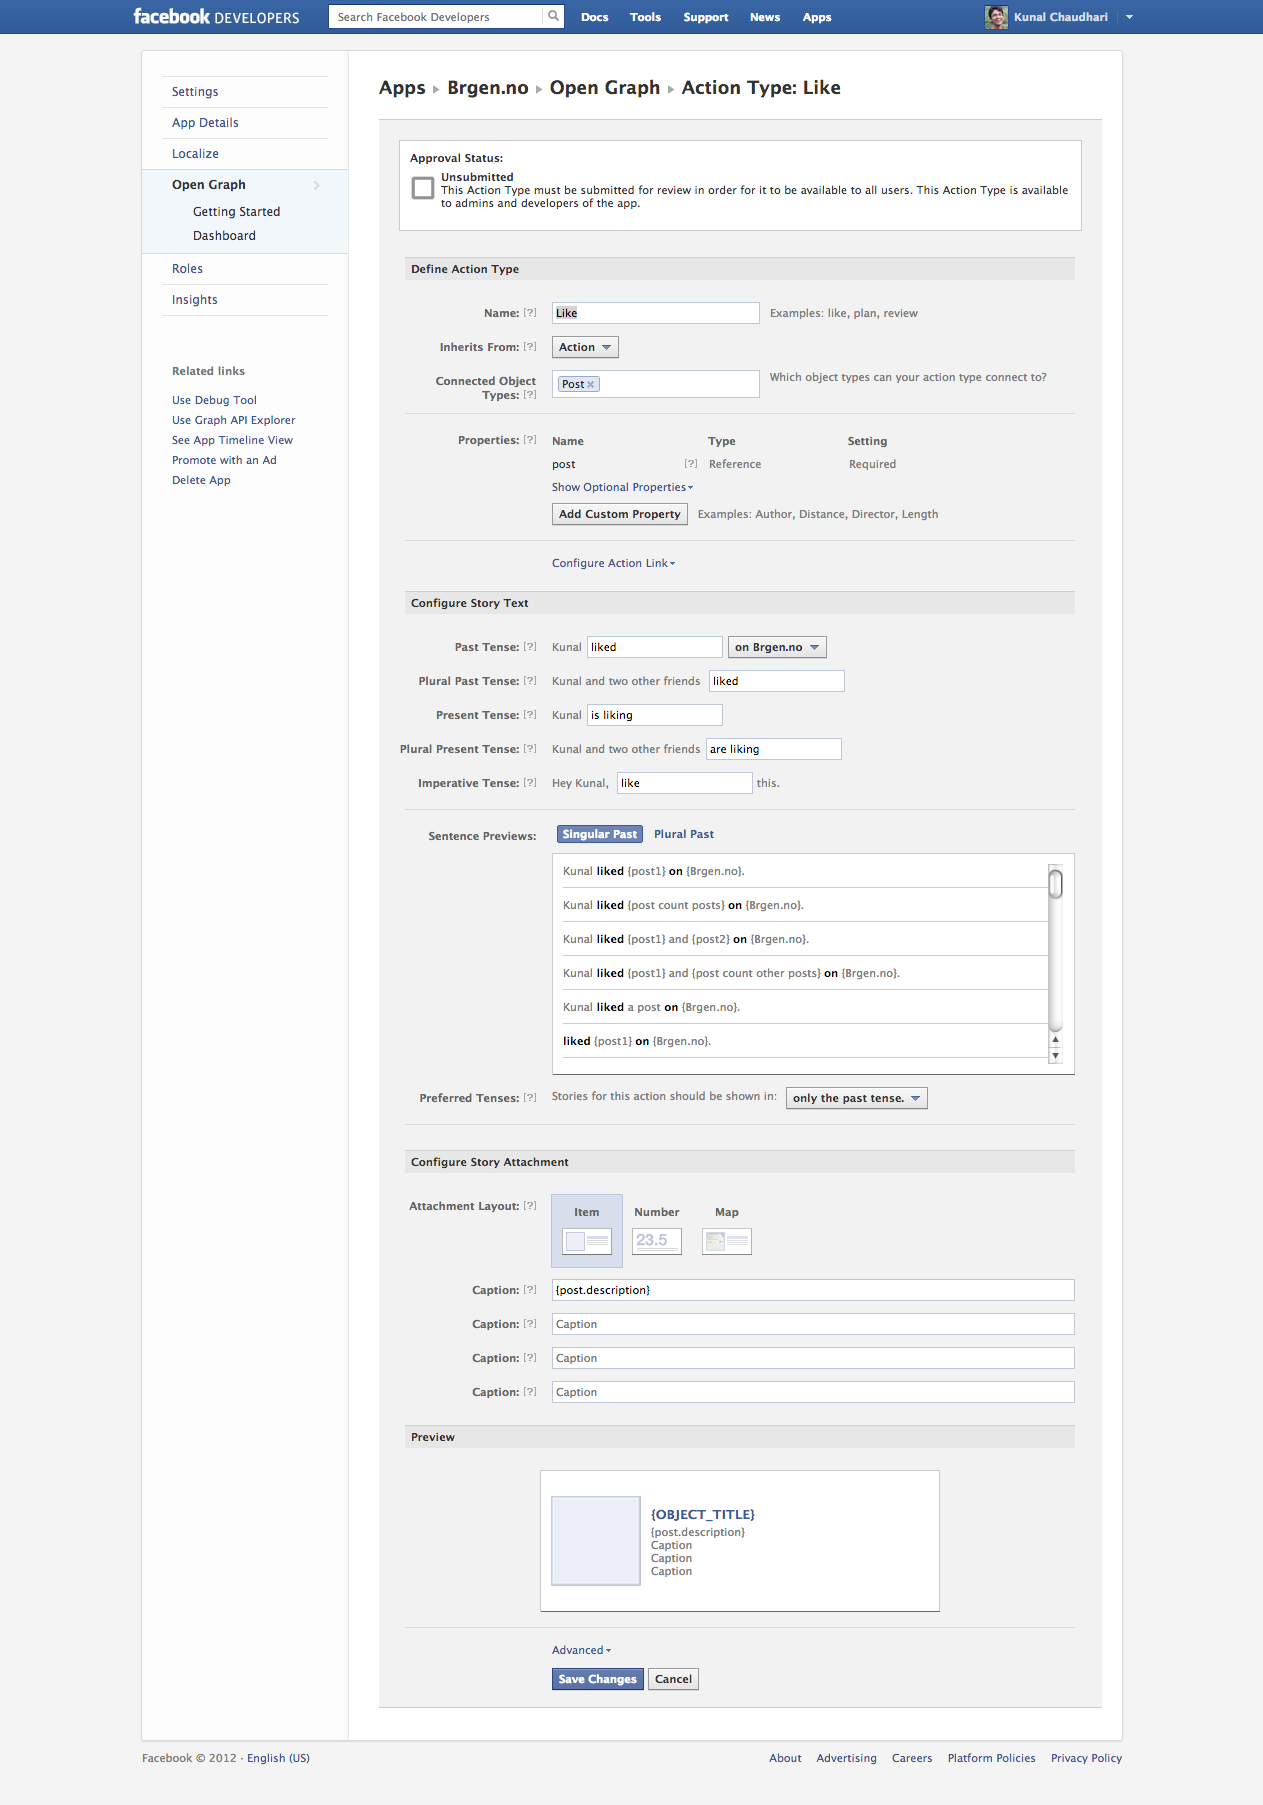 facebook DEVELOPERS
Search Facebook Developers
Docs Tools Support News Apps
Kunal Chaudhari
Settings
App Details
Localize
Open Graph
Getting Started
Dashboard
Roles
Insights
Related links
Use Debug Tool
Use Graph API Explorer
See App Timeline View
Promote with an Ad
Delete App
Apps ▸ Brgen.no ▸ Open Graph ▸ Action Type: Like
Approval Status:
Unsubmitted
This Action Type must be submitted for review in order for it to be available to all users. This Action Type is available
to admins and developers of the app.
Define Action Type
Name: [?] Like Examples: like, plan, review
Inherits From: [?] Action
Connected Object
Types: [?] Post × Which object types can your action type connect to?
Properties: [?] Name Type Setting
post [?] Reference Required
Show Optional Properties
Add Custom Property Examples: Author, Distance, Director, Length
Configure Action Link
Configure Story Text
Past Tense: [?] Kunal liked on Brgen.no
Plural Past Tense: [?] Kunal and two other friends liked
Present Tense: [?] Kunal is liking
Plural Present Tense: [?] Kunal and two other friends are liking
Imperative Tense: [?] Hey Kunal, like this.
Sentence Previews: Singular Past Plural Past
Kunal liked {post1} on {Brgen.no}.
Kunal liked {post count posts} on {Brgen.no}.
Kunal liked {post1} and {post2} on {Brgen.no}.
Kunal liked {post1} and {post count other posts} on {Brgen.no}.
Kunal liked a post on {Brgen.no}.
liked {post1} on {Brgen.no}.
Preferred Tenses: [?] Stories for this action should be shown in: only the past tense.
Configure Story Attachment
Attachment Layout: [?] Item Number Map
23.5
Caption: [?] {post.description}
Caption: [?] Caption
Caption: [?] Caption
Caption: [?] Caption
Preview
{OBJECT_TITLE}
{post.description}
Caption
Caption
Caption
Advanced
Save Changes Cancel
Facebook © 2012 · English (US)
About Advertising Careers Platform Policies Privacy Policy